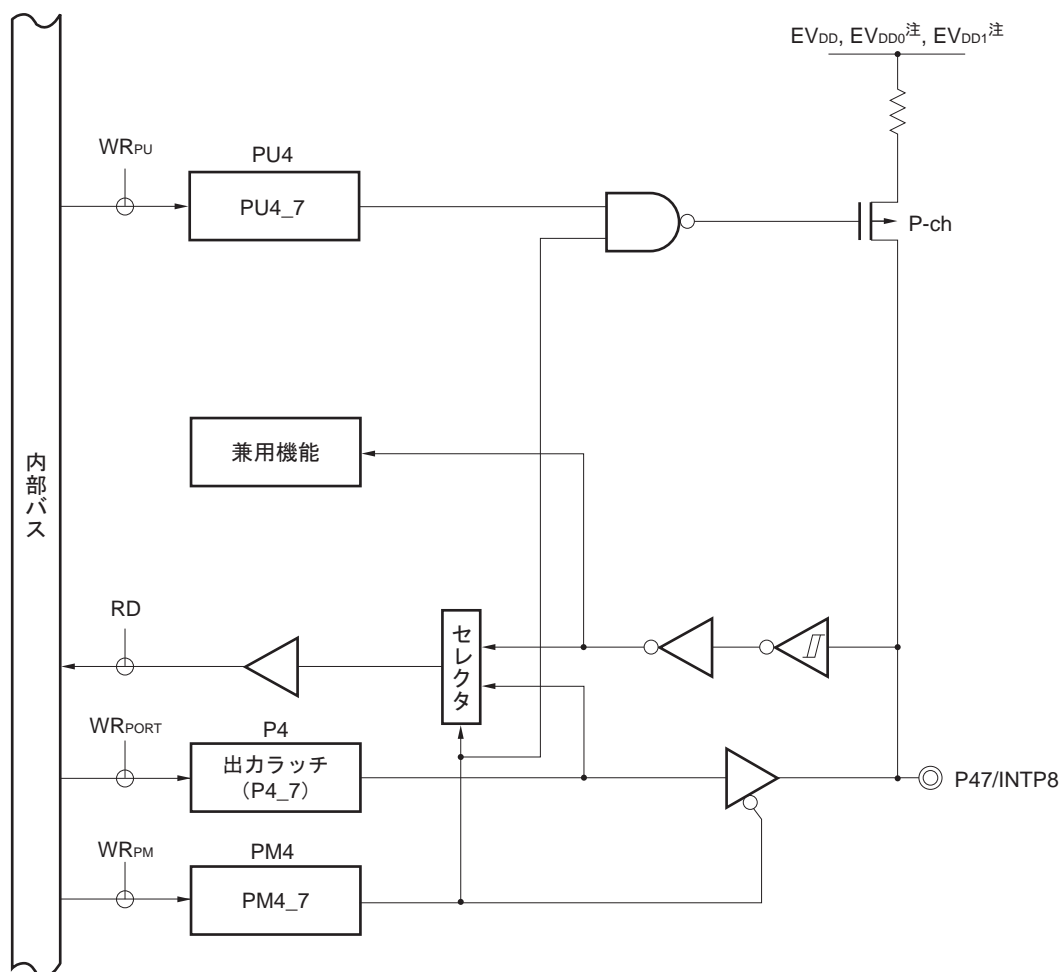 EVDD, EVDD0注, EVDD1注
WRPU
PU4
PU4_7
P-ch
兼用機能
内部バス
RD
セレクタ
WRPORT
P4
出力ラッチ
(P4_7)
P47/INTP8
WRPM
PM4
PM4_7